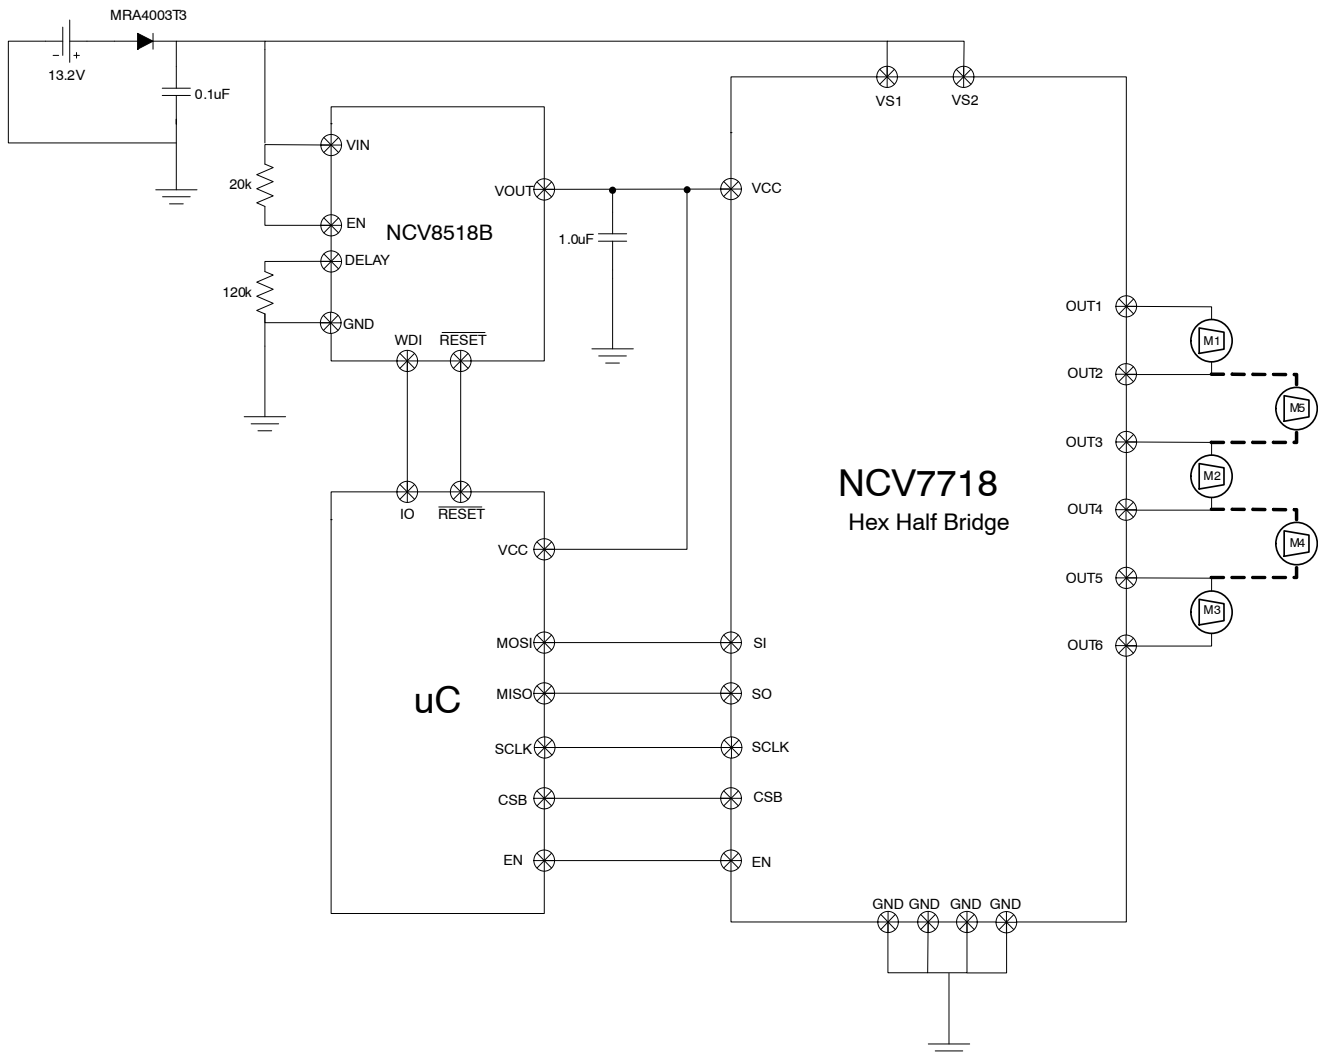 MRA4003T3
- +
13.2V
0.1uF
VS1
VS2
VIN
20k
EN
NCV8518B
DELAY
120k
GND
WDI
RESET
VOUT
1.0uF
VCC
OUT1
M1
OUT2
M5
OUT3
M2
NCV7718
Hex Half Bridge
OUT4
M4
OUT5
M3
OUT6
IO
RESET
VCC
MOSI
SI
uC
MISO
SO
SCLK
SCLK
CSB
CSB
EN
EN
GND
GND
GND
GND